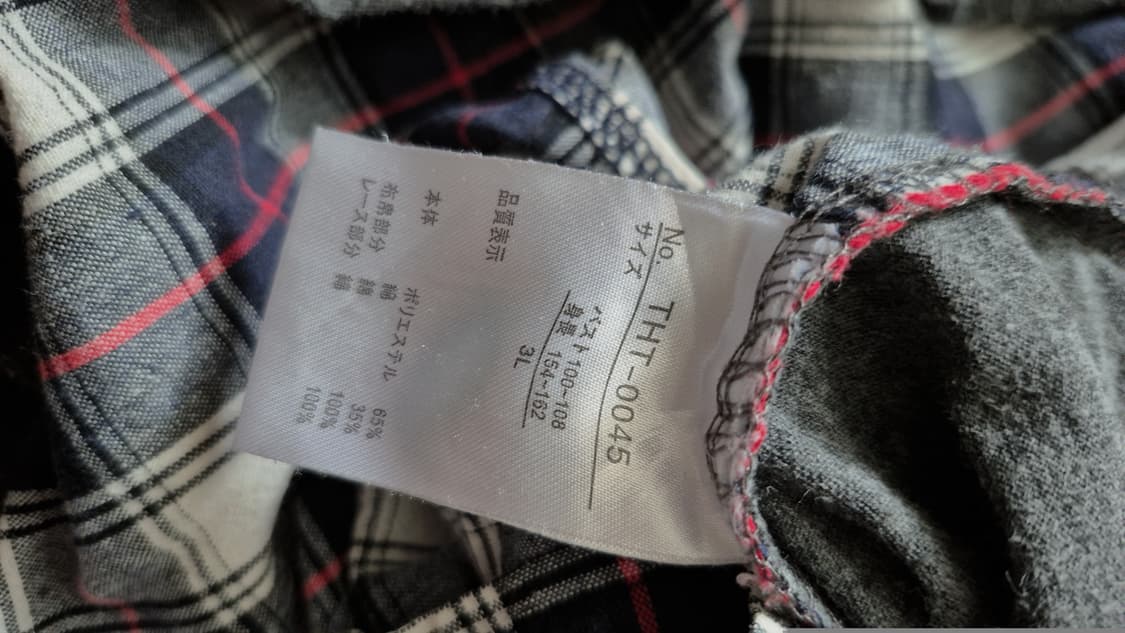 No. THT-0045
サイズ
バスト 100~108
身長 154~162
3L
品質表示
本体 ポリエステル 65%
綿 35%
布帛部分 綿 100%
レース部分 綿 100%